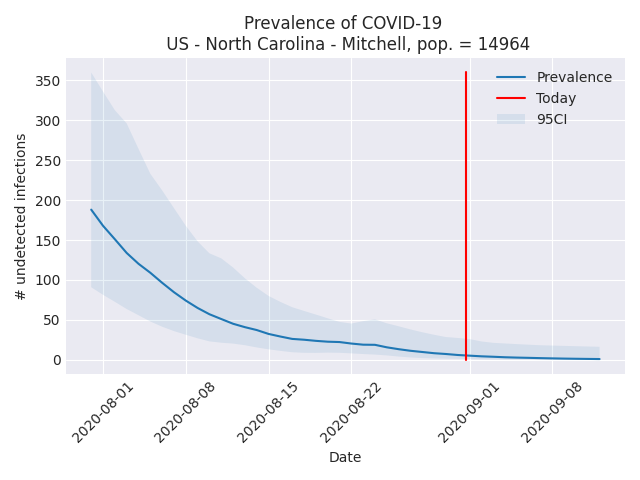 Prevalence of COVID-19
US - North Carolina - Mitchell, pop. = 14964
Prevalence
Today
95CI
# undetected infections
350
300
250
200
150
100
50
0
2020-08-01
2020-08-08
2020-08-15
2020-08-22
2020-09-01
2020-09-08
Date